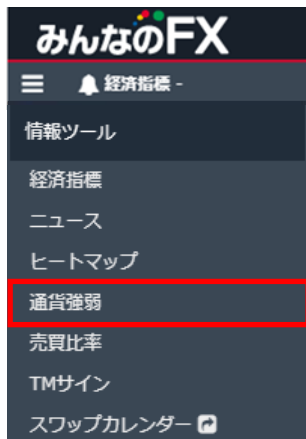 みんなのFX
経済指標 -
情報ツール
経済指標
ニュース
ヒートマップ
通貨強弱
売買比率
TMサイン
スワップカレンダー